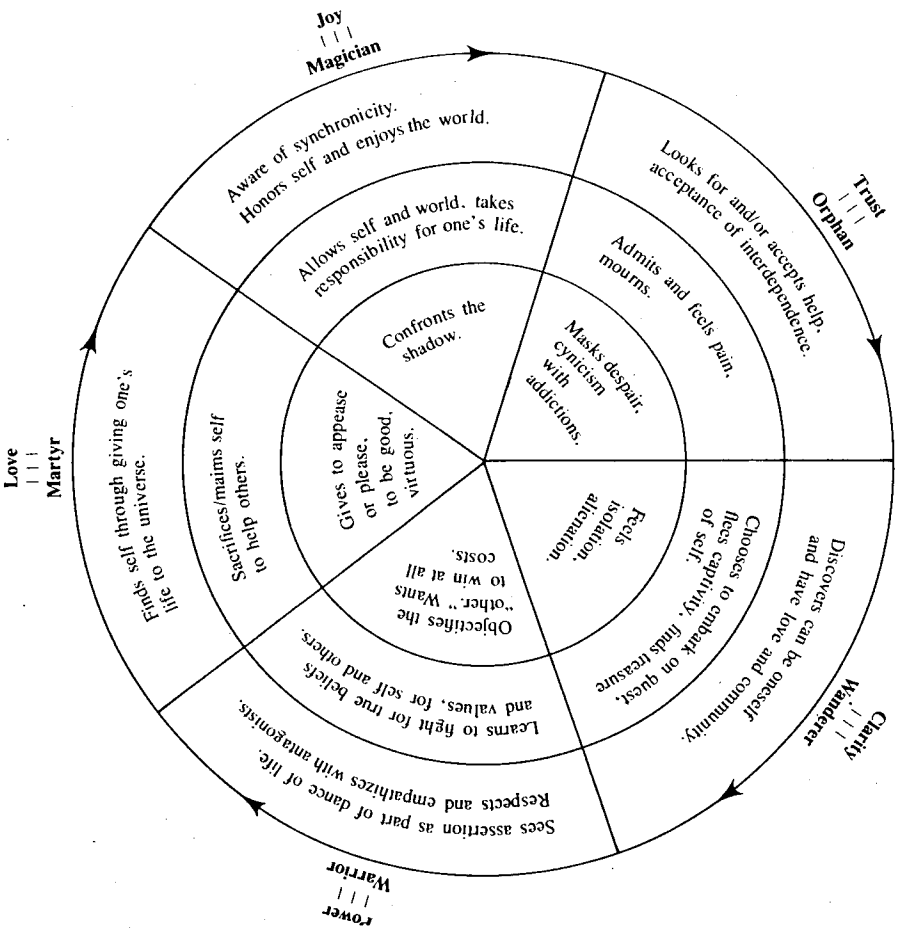 Joy
Magician
Aware of synchronicity.
Honors self and enjoys the world.
Allows self and world, takes
responsibility for one's life.
Confronts the
shadow.
Trust
Orphan
Looks for and/or accepts help,
acceptance of interdependence.
Admits and feels pain,
mourns.
Masks despair,
cynicism
with
addictions.
Clarity
Wanderer
Discovers can be oneself
and have love and community.
Chooses to embark on quest,
flees captivity, finds treasure
of self.
Feels
isolation,
alienation.
Power
Warrior
Sees assertion as part of dance of life.
Respects and empathizes with antagonists.
Learns to fight for true beliefs
and values, for self and others.
Objectifies the
"other." Wants
to win at all
costs.
Love
Martyr
Finds self through giving one's
life to the universe.
Sacrifices/maims self
to help others.
Gives to appease
or please,
to be good,
virtuous.